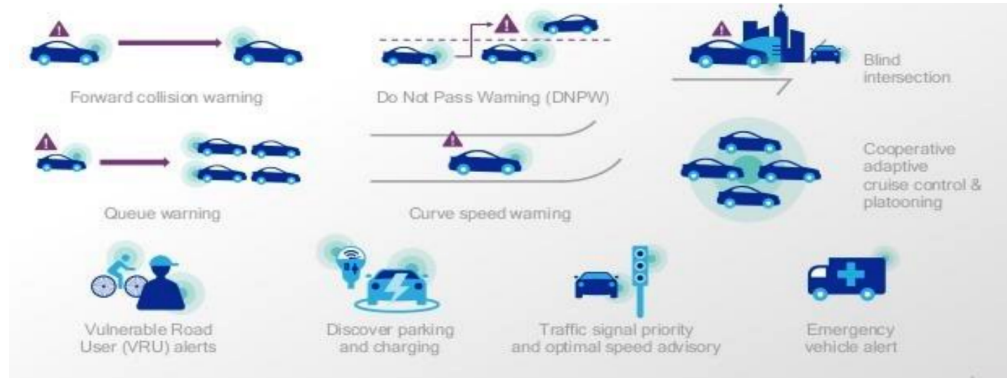 Forward collision warning
Do Not Pass Warning (DNPW)
Blind
intersection
Queue warning
Curve speed warning
Cooperative
adaptive
cruise control &
platooning
Vulnerable Road
User (VRU) alerts
Discover parking
and charging
Traffic signal priority
and optimal speed advisory
Emergency
vehicle alert